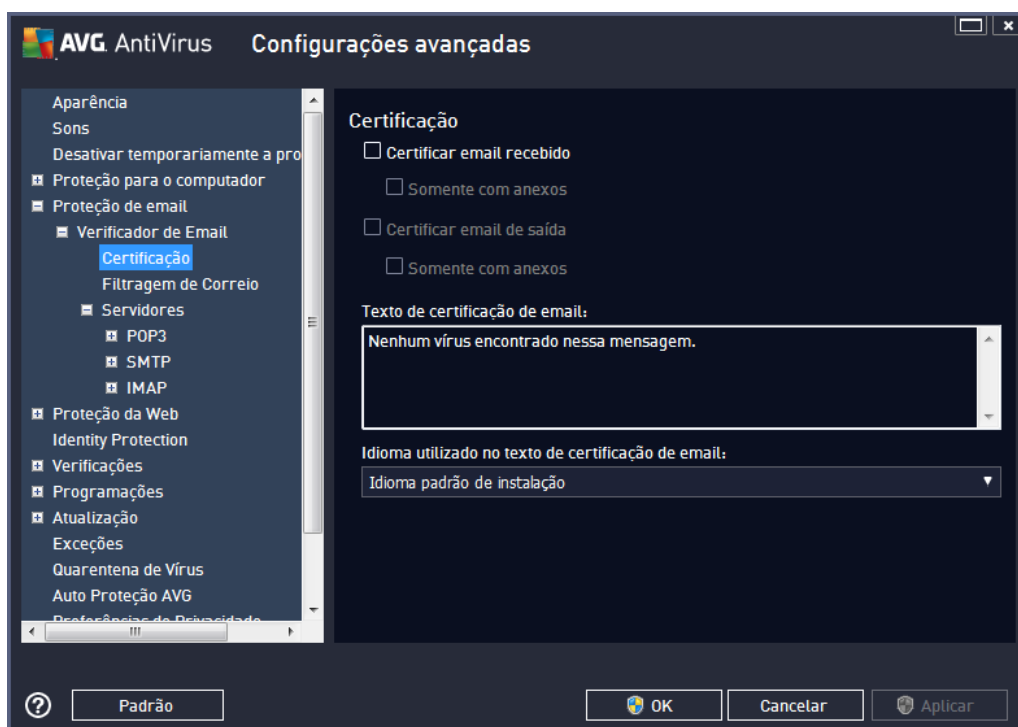 AVG. AntiVirus Configurações avançadas
Aparência
Sons
Desativar temporariamente a pro
Proteção para o computador
Proteção de email
Verificador de Email
Certificação
Filtragem de Correio
Servidores
POP3
SMTP
IMAP
Proteção da Web
Identity Protection
Verificações
Programações
Atualização
Exceções
Quarentena de Vírus
Auto Proteção AVG
Preferências de Privacidade
Certificação
Certificar email recebido
Somente com anexos
Certificar email de saída
Somente com anexos
Texto de certificação de email:
Nenhum vírus encontrado nessa mensagem.
Idioma utilizado no texto de certificação de email:
Idioma padrão de instalação
Padrão
OK
Cancelar
Aplicar